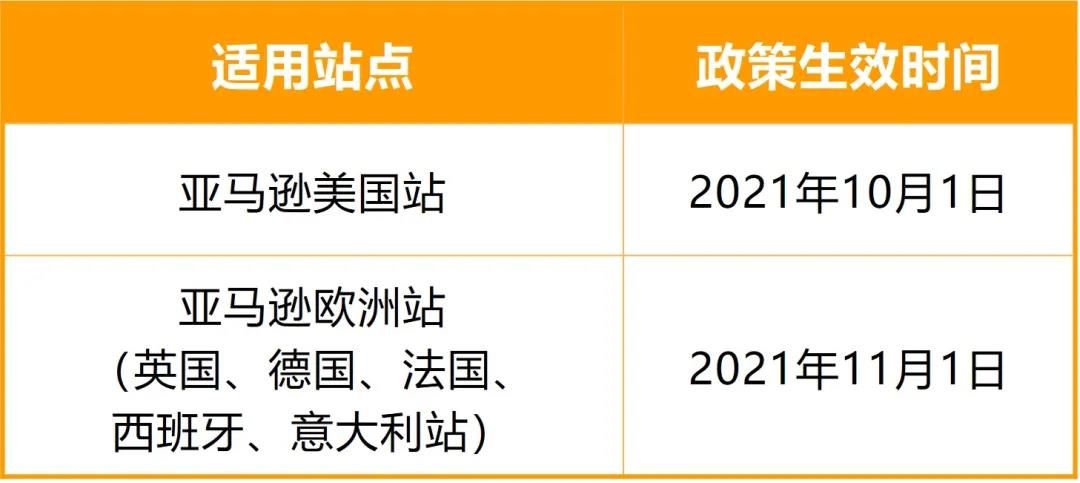 适用站点
政策生效时间
亚马逊美国站
2021年10月1日
亚马逊欧洲站
（英国、德国、法国、
西班牙、意大利站）
2021年11月1日